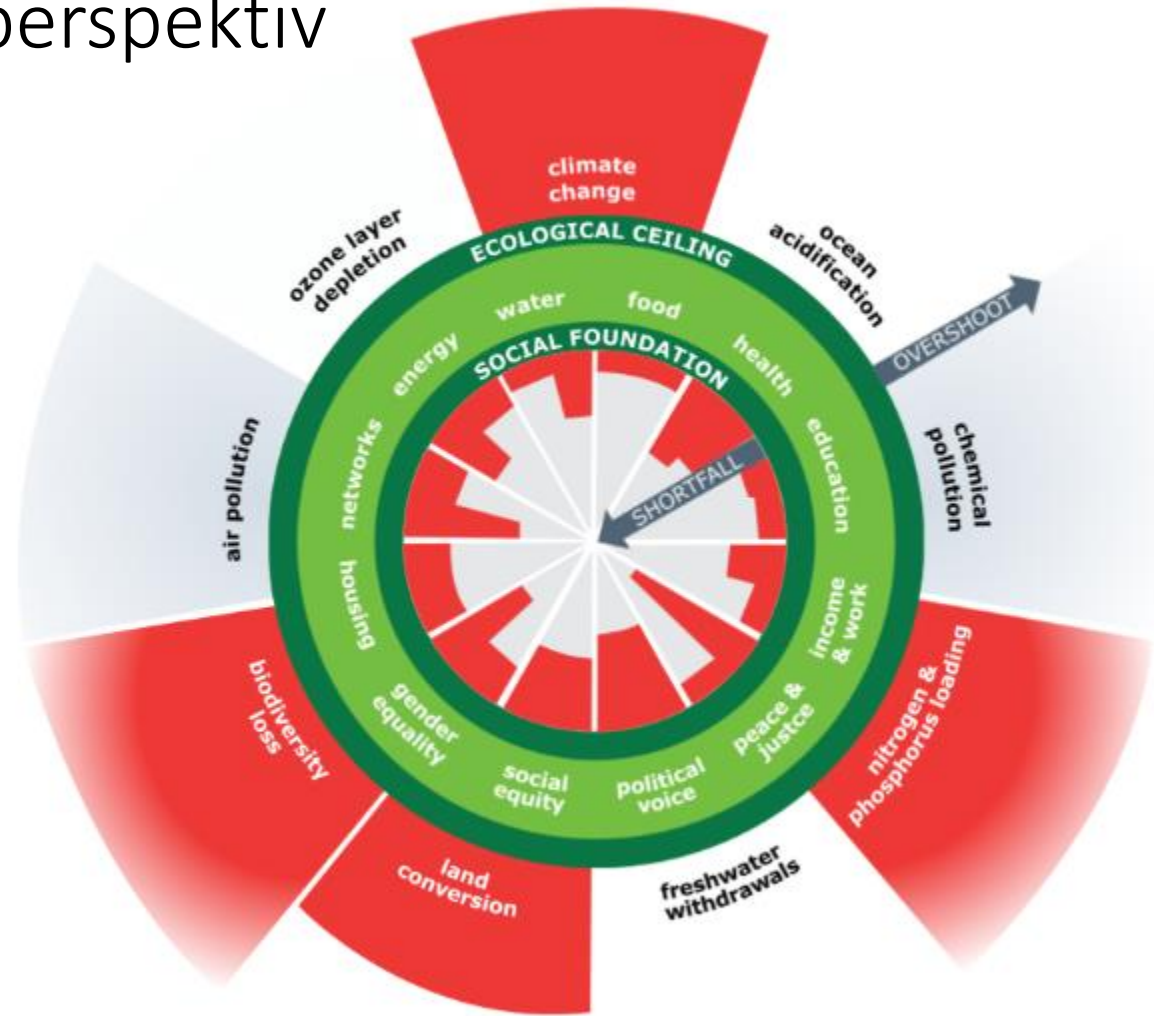 perspektiv
climate
change
ECOLOGICAL CEILING
ozone layer
depletion
ocean
acidification
OVERSHOOT
water
food
energy
health
SOCIAL FOUNDATION
networks
education
SHORTFALL
air pollution
chemical
pollution
housing
income
& work
biodiversity
loss
gender
equality
peace &
justce
nitrogen &
phosphorus loading
social
equity
political
voice
land
conversion
freshwater
withdrawals